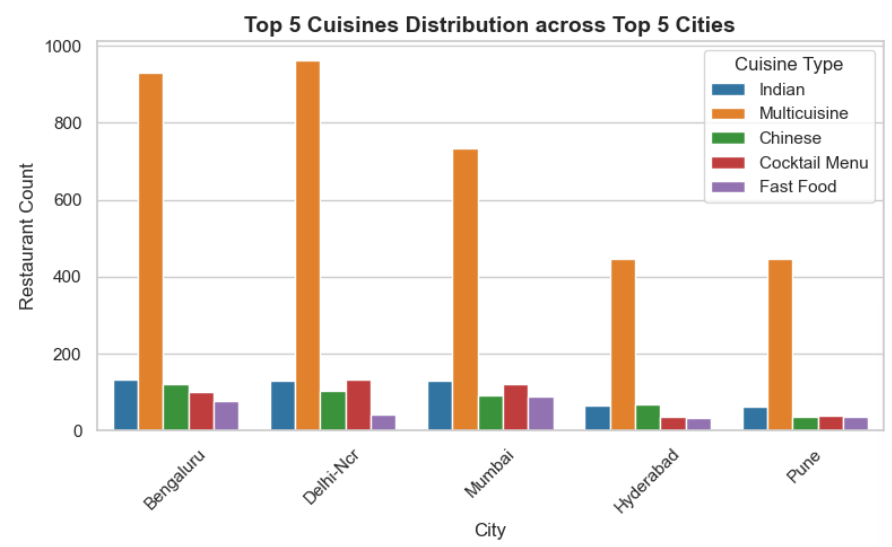 Top 5 Cuisines Distribution across Top 5 Cities
1000
800
600
400
200
0
Restaurant Count
Cuisine Type
Indian
Multicuisine
Chinese
Cocktail Menu
Fast Food
Bengaluru
Delhi-Ncr
Mumbai
Hyderabad
Pune
City